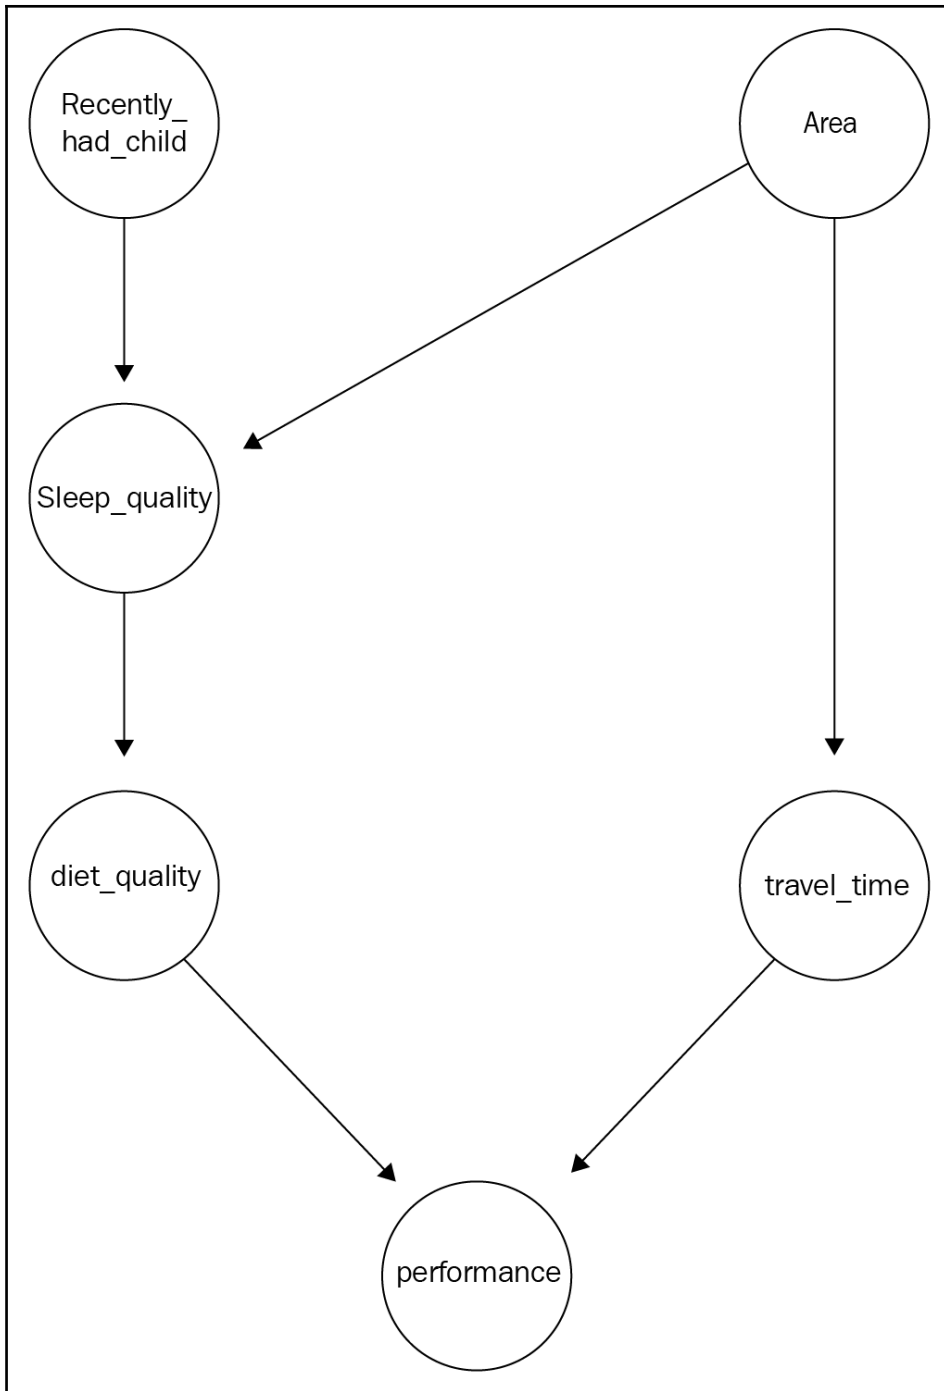 Recently_
had_child
Area
Sleep_quality
diet_quality
travel_time
performance